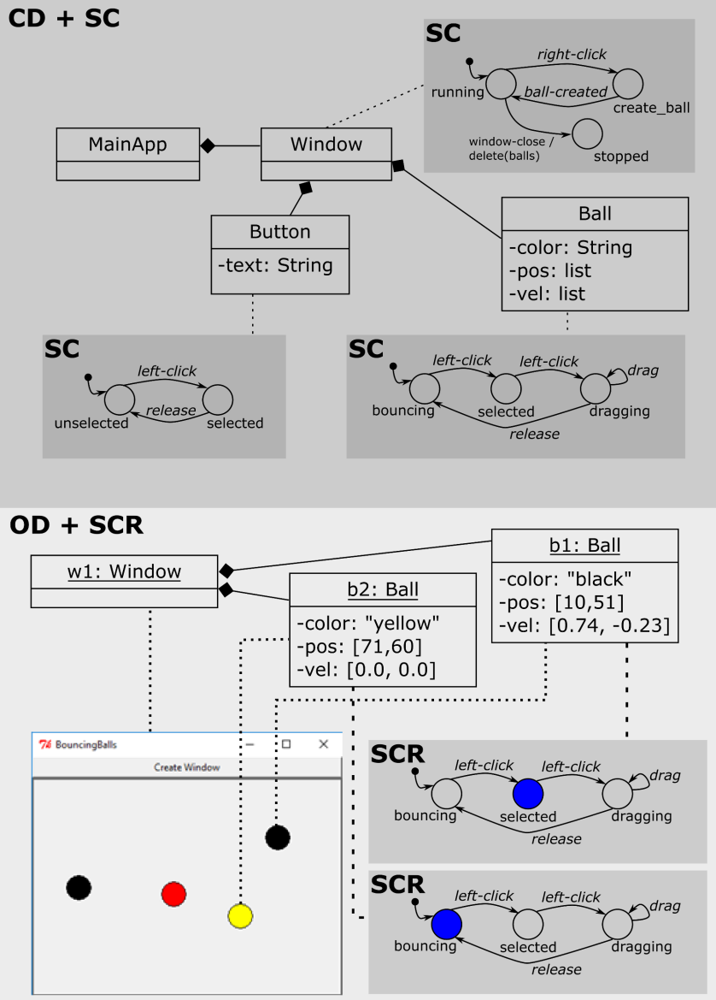 CD + SC
SC
right-click
running
ball-created
create_ball
window-close /
delete(balls)
stopped
MainApp
Window
Button
-text: String
Ball
-color: String
-pos: list
-vel: list
SC
left-click
unselected
release
selected
SC
left-click
left-click
drag
bouncing
selected
dragging
release
OD + SCR
w1: Window
b2: Ball
-color: "yellow"
-pos: [71,60]
-vel: [0.0, 0.0]
b1: Ball
-color: "black"
-pos: [10,51]
-vel: [0.74, -0.23]
BouncingBalls
Create Window
SCR
left-click
left-click
drag
bouncing
selected
dragging
release
SCR
left-click
left-click
drag
bouncing
selected
dragging
release